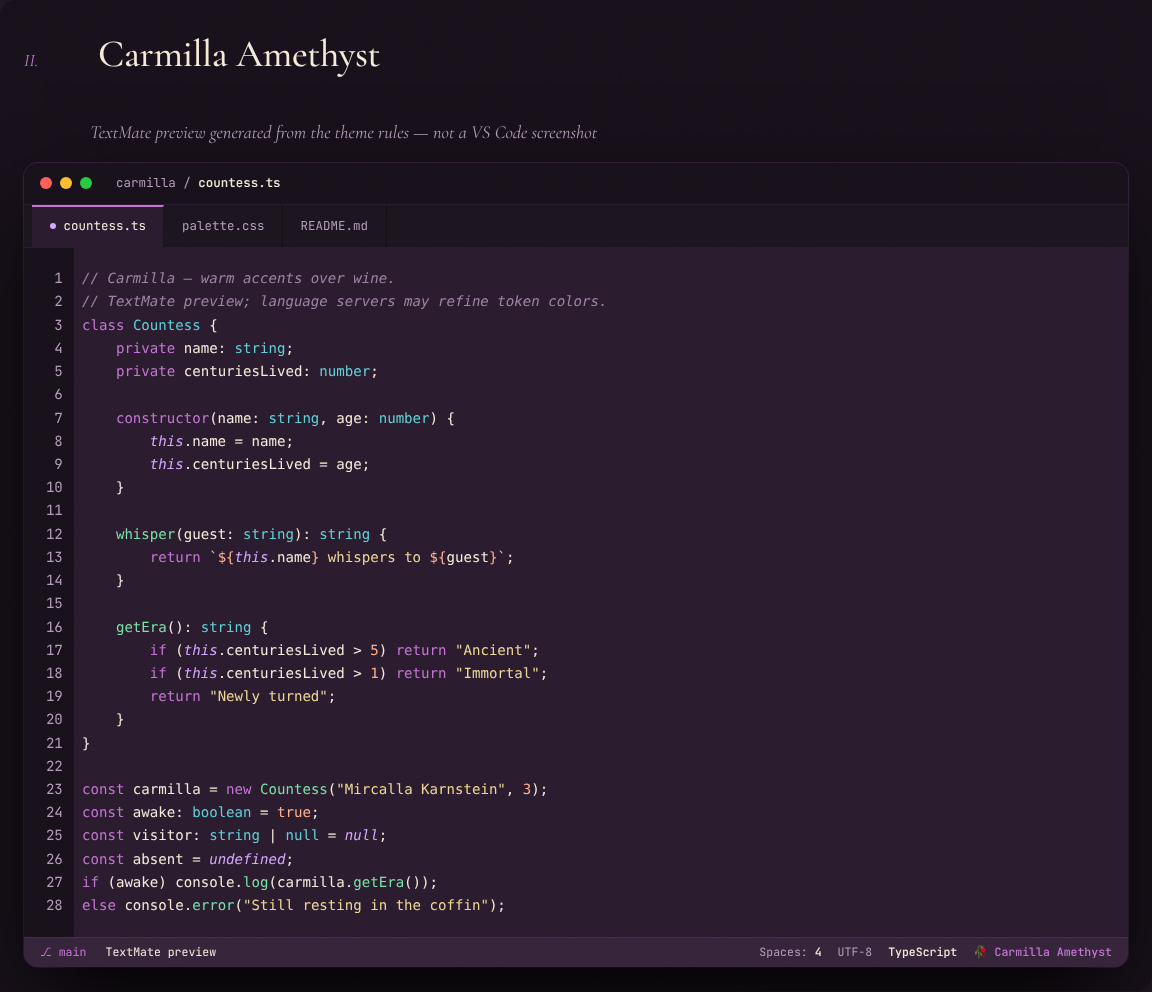 II.
Carmilla Amethyst
TextMate preview generated from the theme rules — not a VS Code screenshot
carmilla / countess.ts
countess.ts palette.css README.md
1 // Carmilla — warm accents over wine.
2 // TextMate preview; language servers may refine token colors.
3 class Countess {
4     private name: string;
5     private centuriesLived: number;
6
7     constructor(name: string, age: number) {
8         this.name = name;
9         this.centuriesLived = age;
10     }
11
12     whisper(guest: string): string {
13         return `${this.name} whispers to ${guest}`;
14     }
15
16     getEra(): string {
17         if (this.centuriesLived > 5) return "Ancient";
18         if (this.centuriesLived > 1) return "Immortal";
19         return "Newly turned";
20     }
21 }
22
23 const carmilla = new Countess("Mircalla Karnstein", 3);
24 const awake: boolean = true;
25 const visitor: string | null = null;
26 const absent = undefined;
27 if (awake) console.log(carmilla.getEra());
28 else console.error("Still resting in the coffin");
⎇ main TextMate preview Spaces: 4 UTF-8 TypeScript 🥀 Carmilla Amethyst